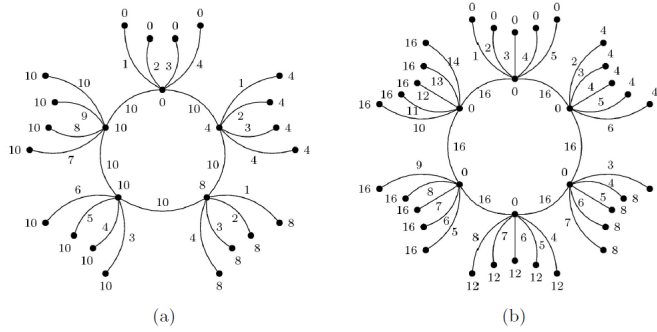 0 0 0 0
1 2 3 4
10 10 1 4
10 0 10
10 9 2 4
10 8 10 4 3 4
10 7 10 10 4 4
10 8
6 10 1
10 5 2 8
4 3 4 3
10 8
10 8
(a)
0 0 0 0 0
16 1 2 3 4 5 4
14 2
16 13 3 4
16 12 16 0 16 4 4
16 11 0 0 5 4
10 6
16 16
9 0 0 3
16 8 4
16 7 16 0 16 5 8
6 6 8
5 8 7 6 5 4 7
16 8
12 12 12 12 12
(b)